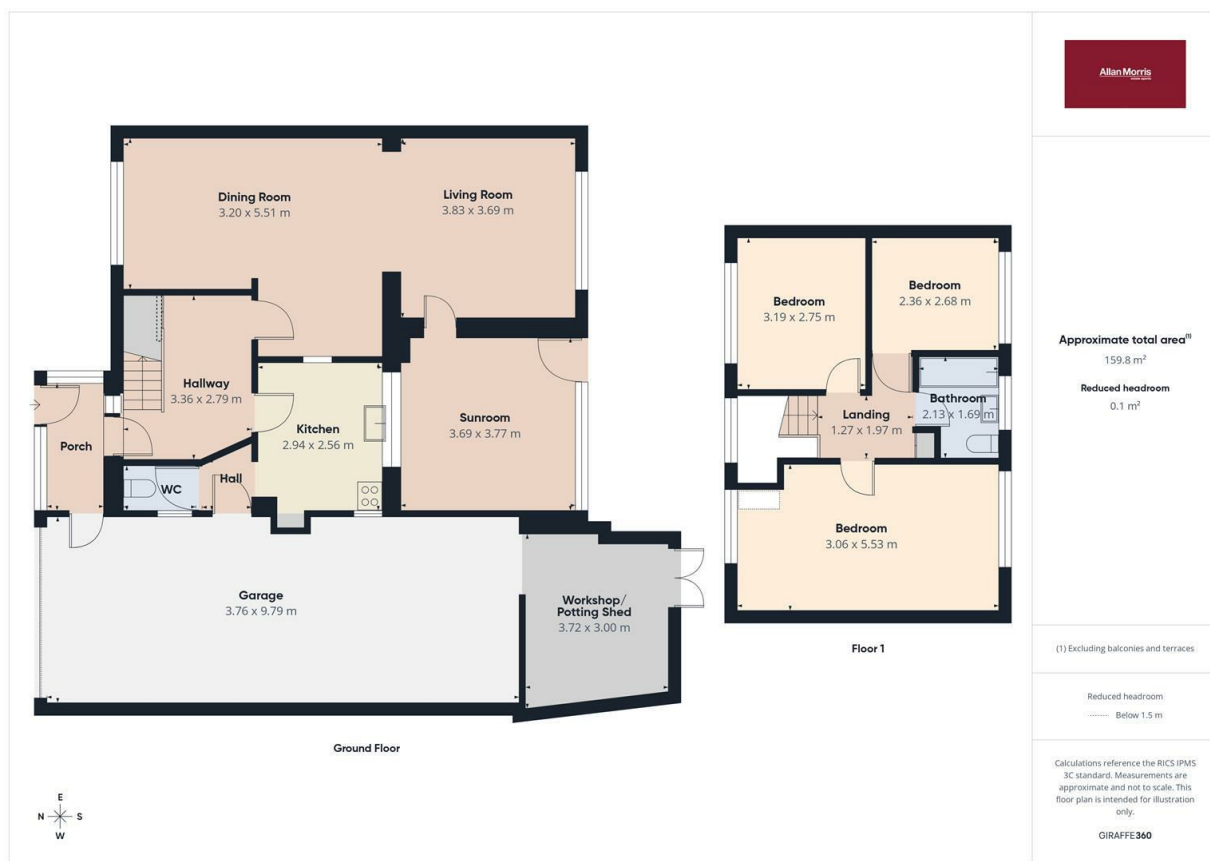 Allan Morris
estate agents
Dining Room
3.20 x 5.51 m
Living Room
3.83 x 3.69 m
Hallway
3.36 x 2.79 m
Porch
WC
Hall
Kitchen
2.94 x 2.56 m
Sunroom
3.69 x 3.77 m
Garage
3.76 x 9.79 m
Workshop/
Potting Shed
3.72 x 3.00 m
Ground Floor
Bedroom
3.19 x 2.75 m
Bedroom
2.36 x 2.68 m
Landing
1.27 x 1.97 m
Bathroom
2.13 x 1.69 m
Bedroom
3.06 x 5.53 m
Floor 1
E
N S
W
Approximate total area(1)
159.8 m²
Reduced headroom
0.1 m²
(1) Excluding balconies and terraces
Reduced headroom
Below 1.5 m
Calculations reference the RICS IPMS
3C standard. Measurements are
approximate and not to scale. This
floor plan is intended for illustration
only.
GIRAFFE360